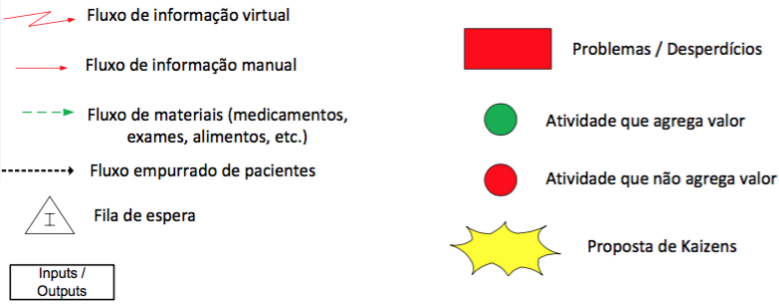 Fluxo de informação virtual
Fluxo de informação manual
Fluxo de materiais (medicamentos,
exames, alimentos, etc.)
Fluxo empurrado de pacientes
I
Fila de espera
Inputs /
Outputs
Problemas / Desperdícios
Atividade que agrega valor
Atividade que não agrega valor
Proposta de Kaizens